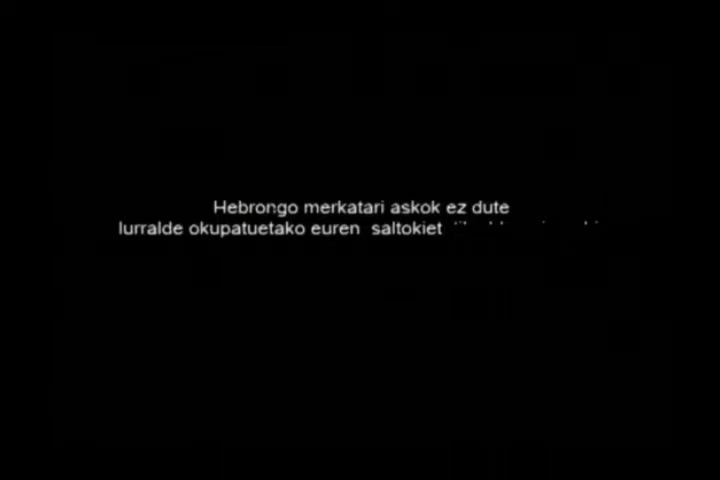 Hebrongo merkatari askok ez dute
lurralde okupatuetako euren saltokiet